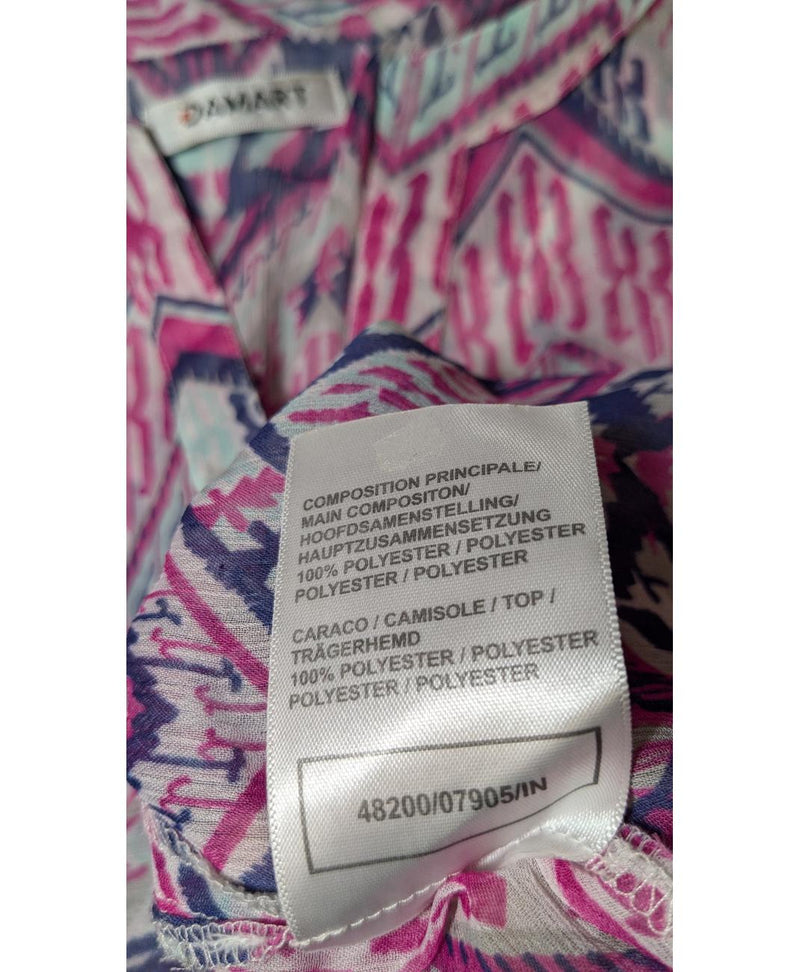 DAMART
COMPOSITION PRINCIPALE/
MAIN COMPOSITON/
HOOFDSAMENSTELLING/
HAUPTZUSAMMENSETZUNG
100% POLYESTER / POLYESTER
POLYESTER / POLYESTER
CARACO / CAMISOLE / TOP /
TRÄGERHEMD
100% POLYESTER / POLYESTER
POLYESTER / POLYESTER
48200/07905/IN